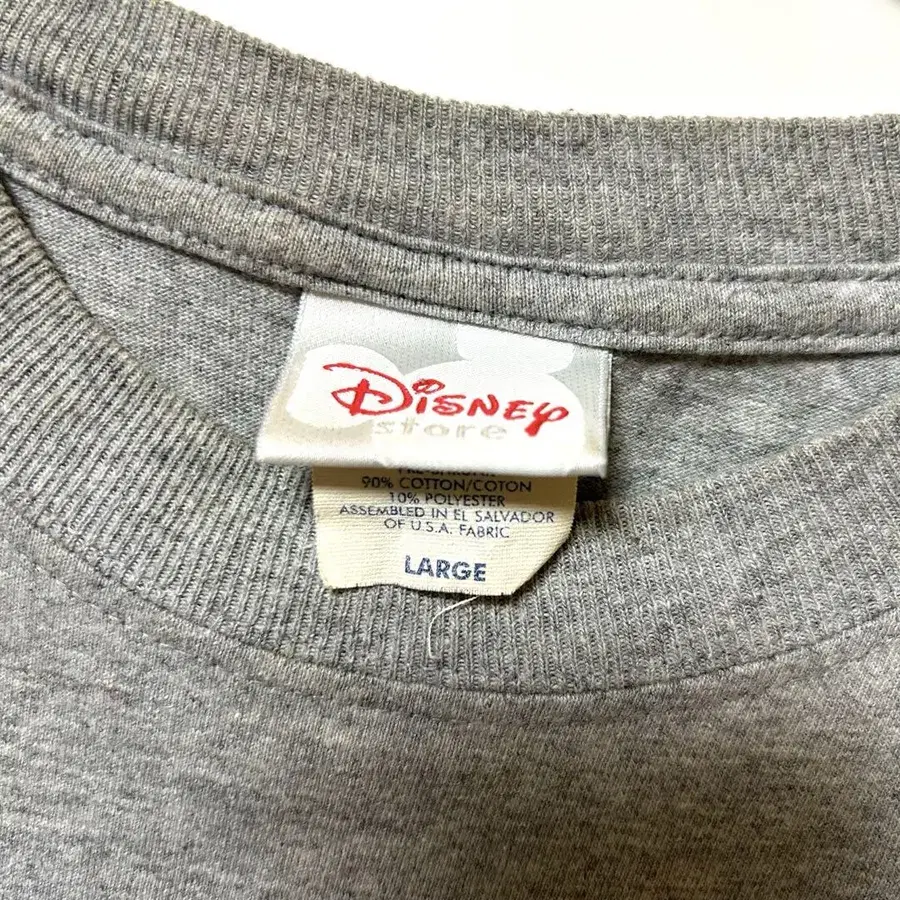 Disney
store
90% COTTON/COTON
10% POLYESTER
ASSEMBLED IN EL SALVADOR
OF U.S.A. FABRIC
LARGE